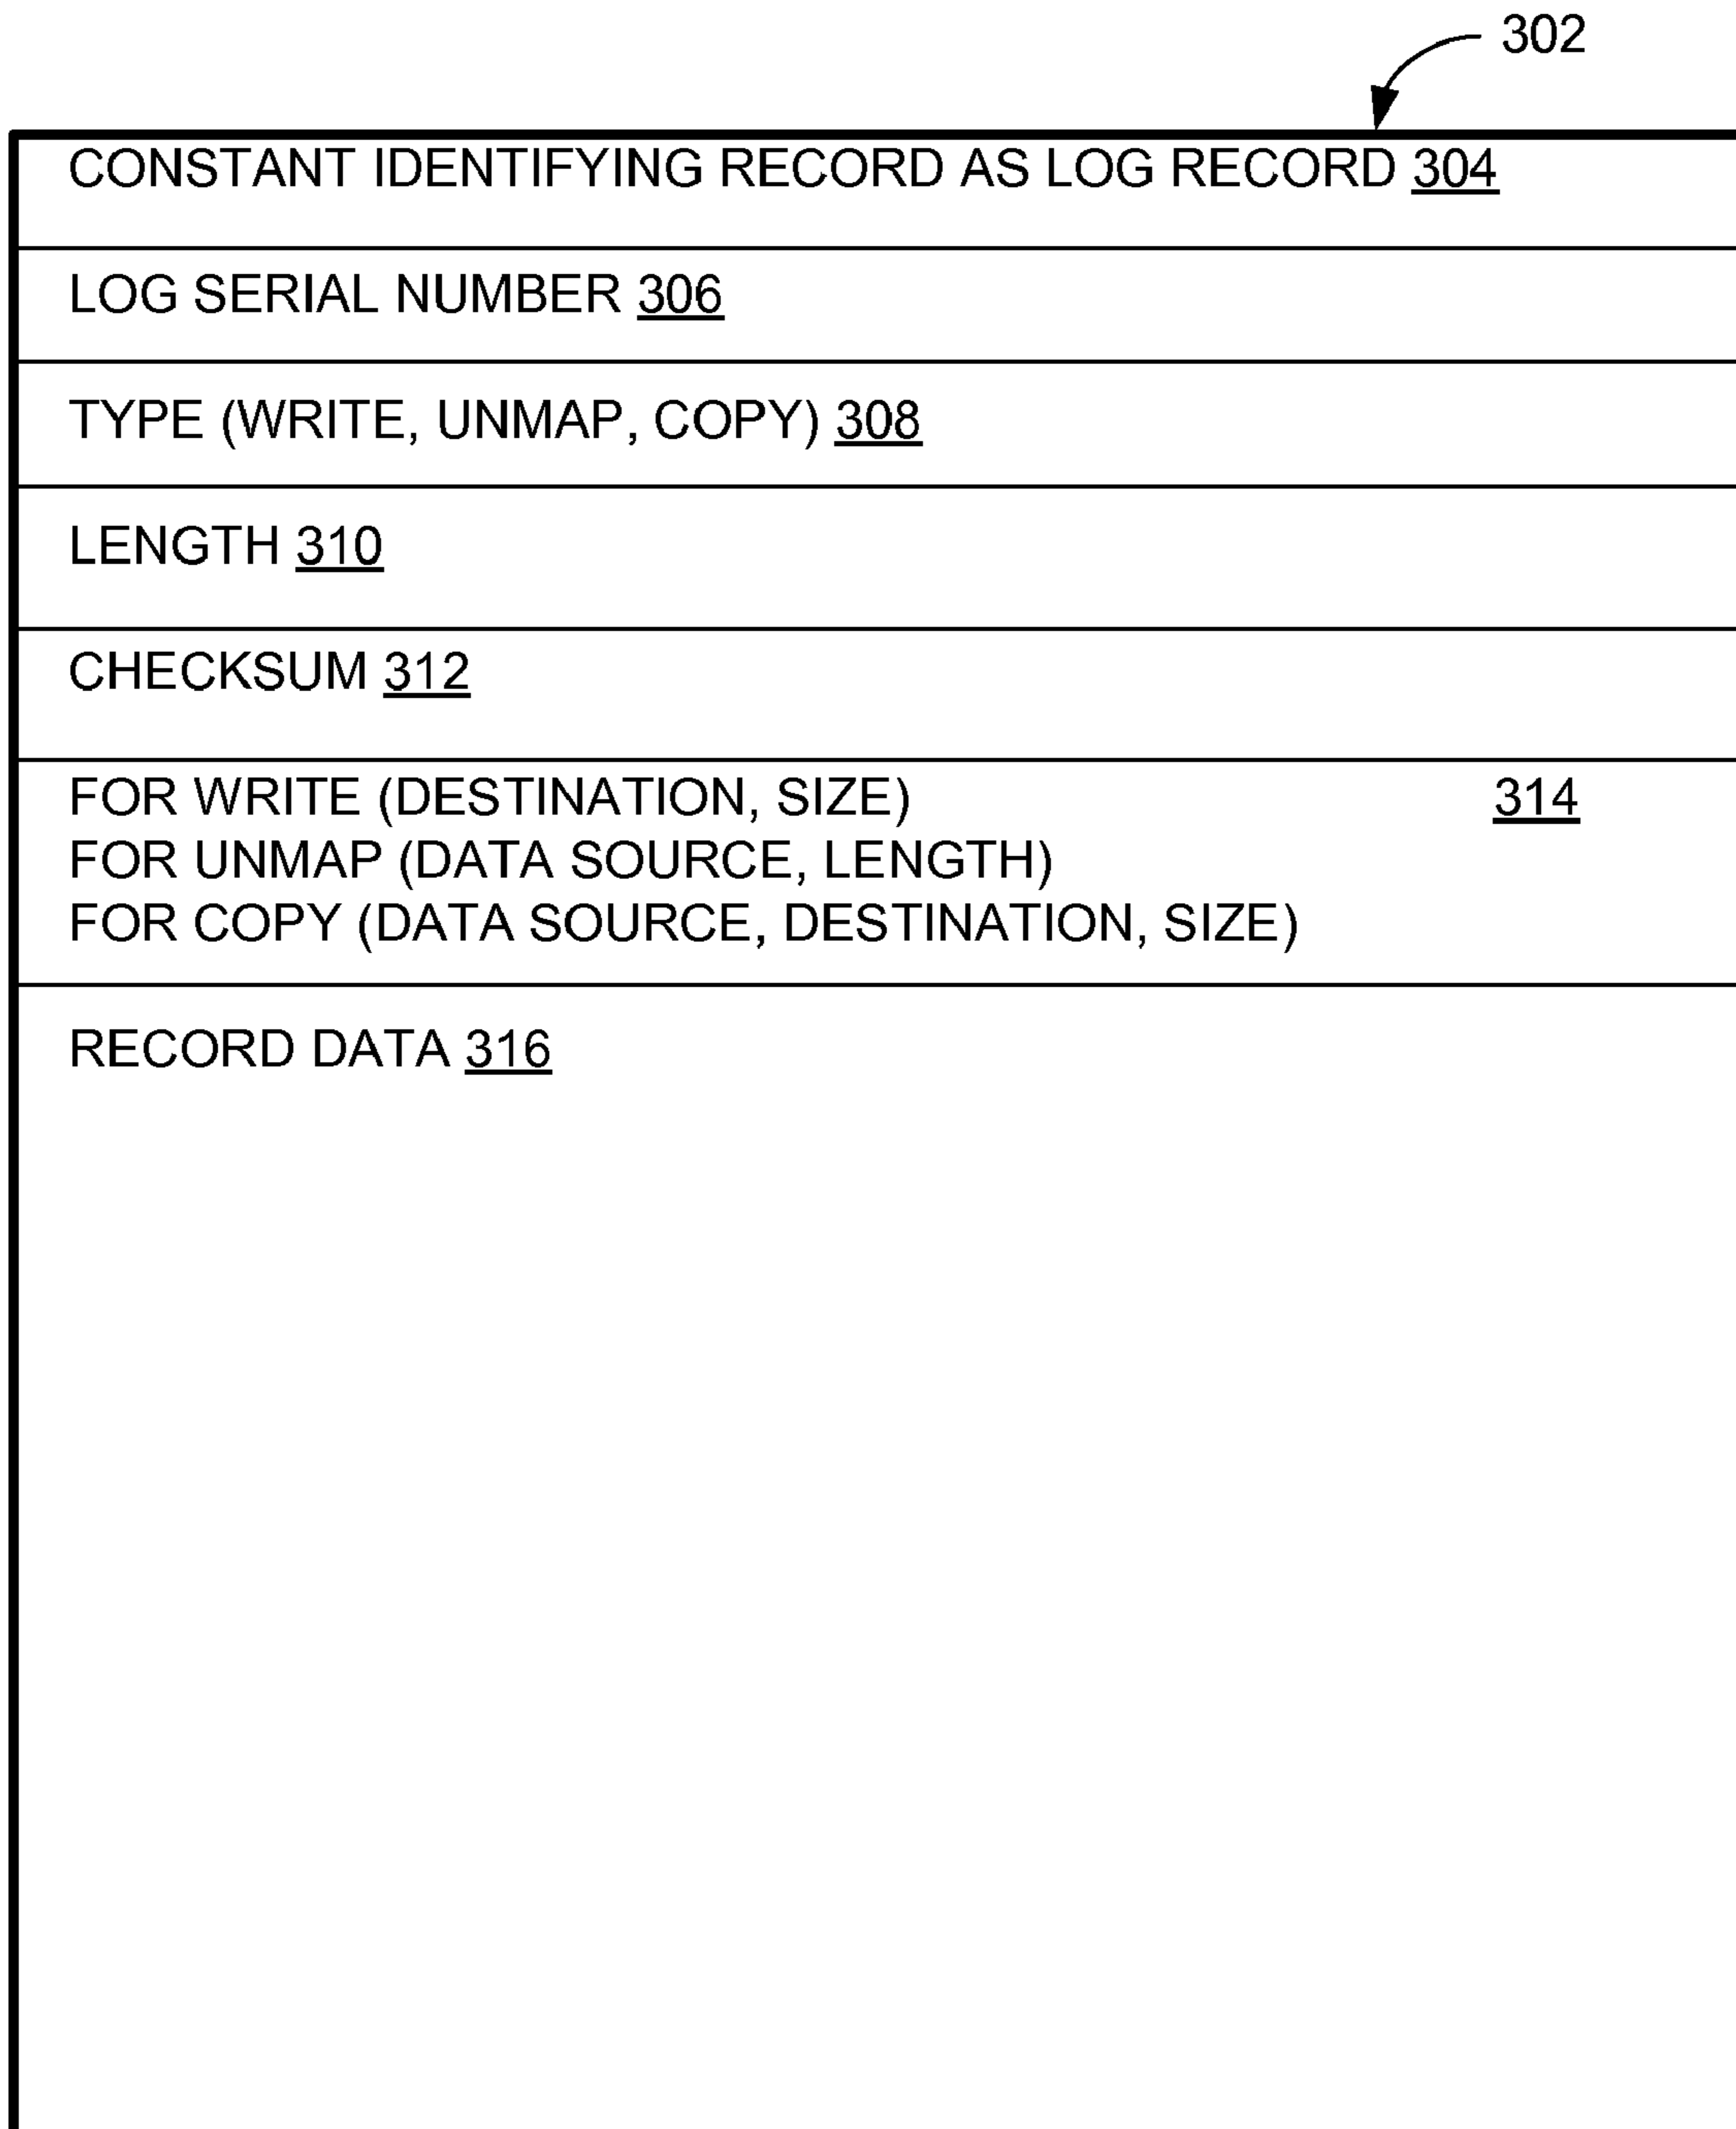 302
CONSTANT IDENTIFYING RECORD AS LOG RECORD 304
LOG SERIAL NUMBER 306
TYPE (WRITE, UNMAP, COPY) 308
LENGTH 310
CHECKSUM 312
FOR WRITE (DESTINATION, SIZE) 314
FOR UNMAP (DATA SOURCE, LENGTH)
FOR COPY (DATA SOURCE, DESTINATION, SIZE)
RECORD DATA 316